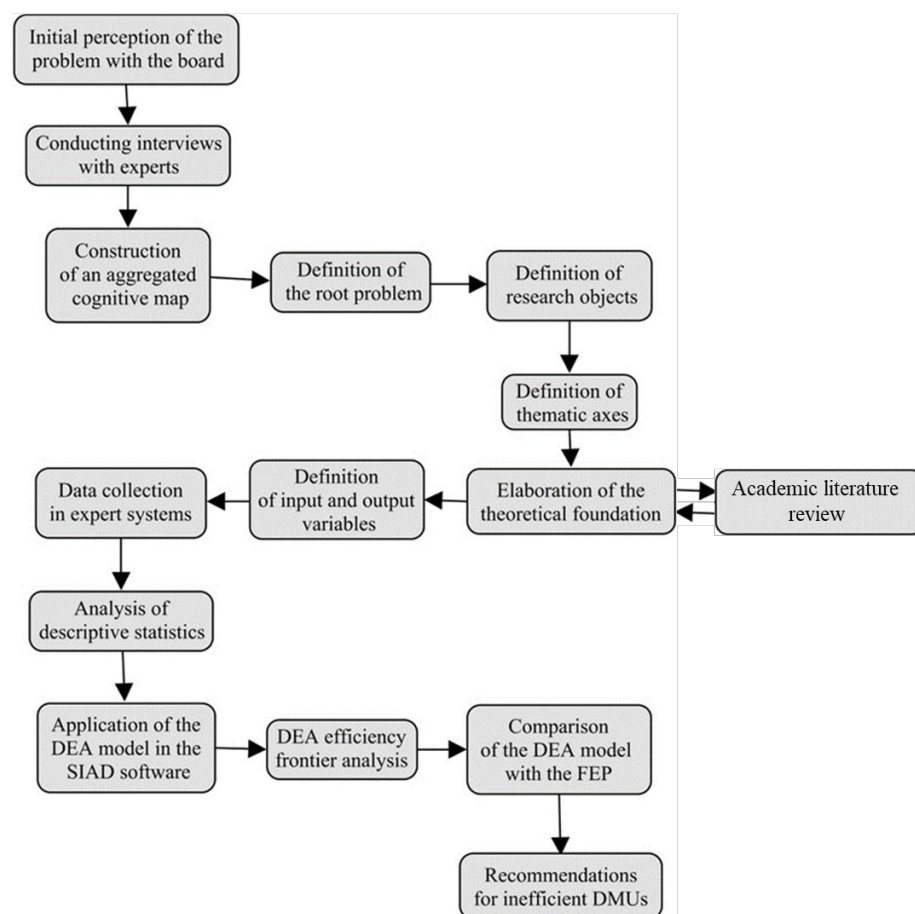 Initial perception of the
problem with the board
Conducting interviews
with experts
Construction
of an aggregated
cognitive map
Definition of
the root problem
Definition of
research objects
Definition of
thematic axes
Data collection
in expert systems
Definition
of input and output
variables
Elaboration of the
theoretical foundation
Academic literature
review
Analysis of
descriptive statistics
Application of the
DEA model in the
SIAD software
DEA efficiency
frontier analysis
Comparison
of the DEA model
with the FEP
Recommendations
for inefficient DMUs